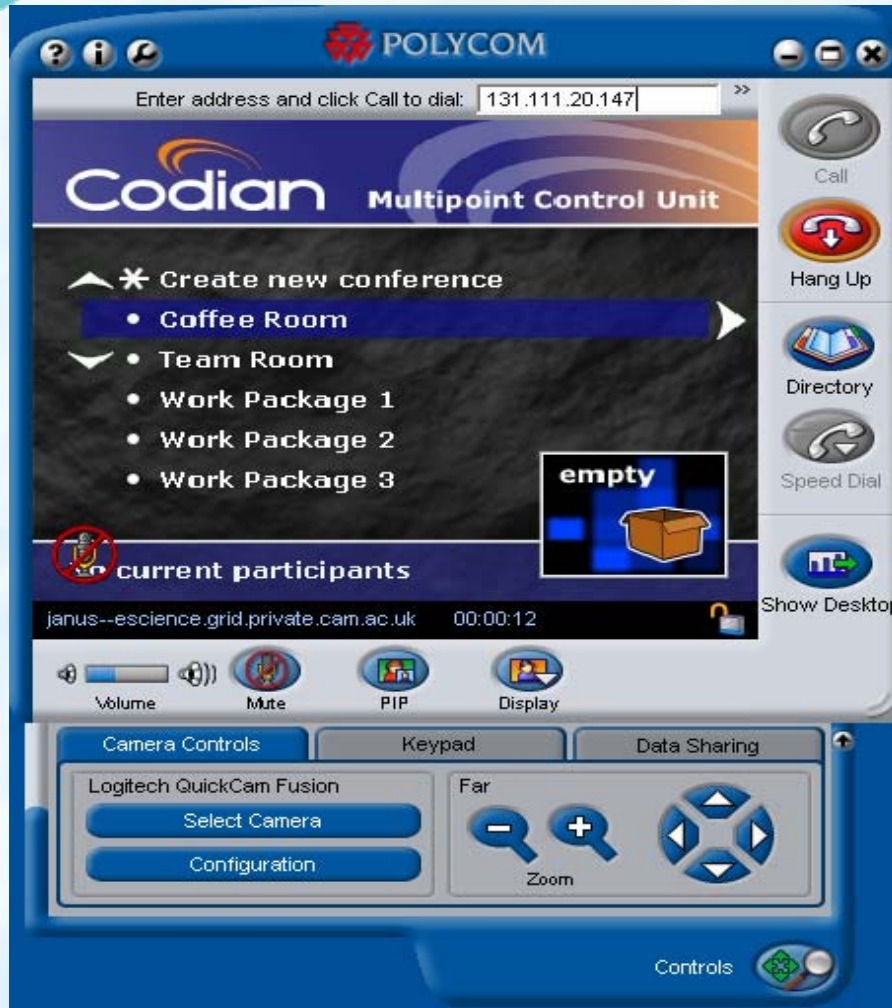 POLYCOM
Enter address and click Call to dial: 131.111.20.147 >>
Call
Codian Multipoint Control Unit
Hang Up
* Create new conference
• Coffee Room
• Team Room
• Work Package 1
• Work Package 2
• Work Package 3
Directory
Speed Dial
empty
current participants
janus--escience.grid.private.cam.ac.uk 00:00:12
Show Desktop
Volume
Mute
PIP
Display
Camera Controls
Keypad
Data Sharing
Logitech QuickCam Fusion
Select Camera
Configuration
Far
Zoom
Controls